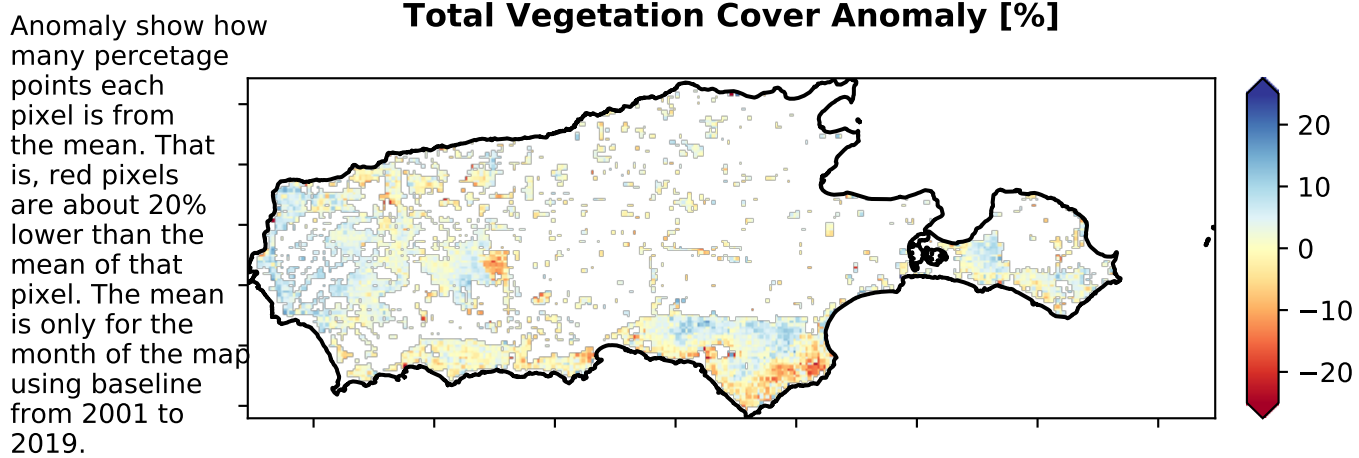 Total Vegetation Cover Anomaly [%]
Anomaly show how
many percetage
points each
pixel is from
the mean. That
is, red pixels
are about 20%
lower than the
mean of that
pixel. The mean
is only for the
month of the map
using baseline
from 2001 to
2019.
20
10
0
−10
−20